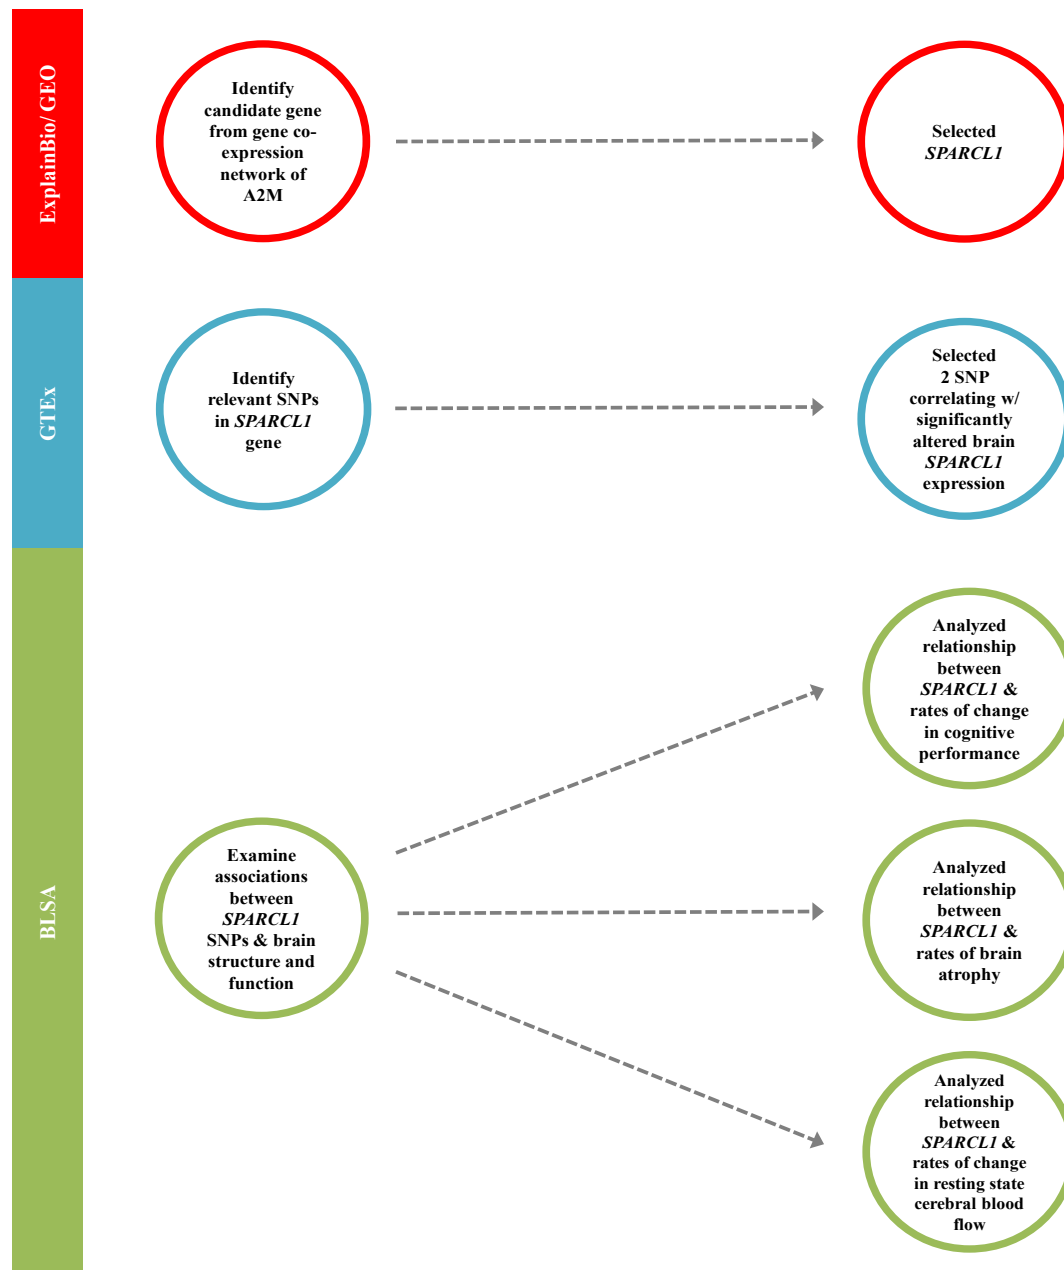 ExplainBio/ GEO
Identify
candidate gene
from gene co-
expression
network of
A2M
Selected
SPARCL1
GTEx
Identify
relevant SNPs
in SPARCL1
gene
Selected
2 SNP
correlating w/
significantly
altered brain
SPARCL1
expression
BLSA
Examine
associations
between
SPARCL1
SNPs & brain
structure and
function
Analyzed
relationship
between
SPARCL1 &
rates of change
in cognitive
performance
Analyzed
relationship
between
SPARCL1 &
rates of brain
atrophy
Analyzed
relationship
between
SPARCL1 &
rates of change
in resting state
cerebral blood
flow